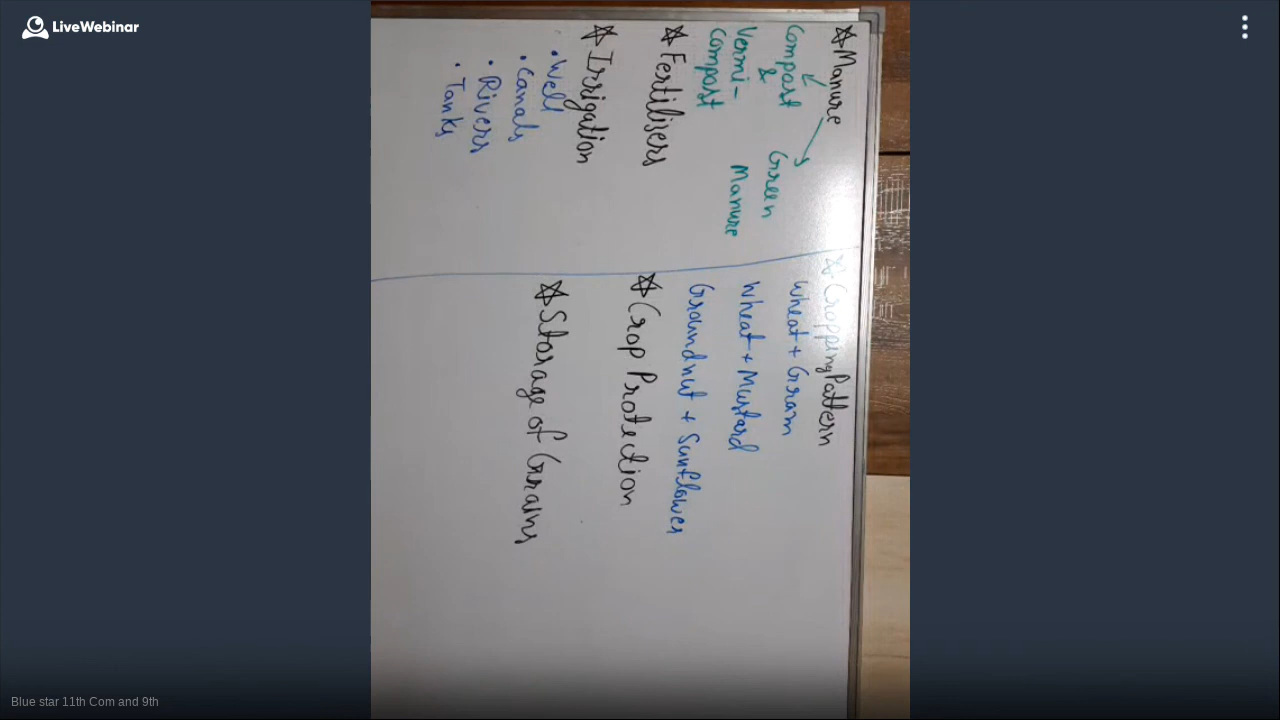 LiveWebinar
☆ Manure
Compost
&
Vermi-
Compost
Green
Manure
☆ Fertilizers
☆ Irrigation
• Well
• Canals
• Rivers
• Tanks
☆ Cropping Pattern
Wheat + Gram
Wheat + Mustard
Groundnut + Sunflower
☆ Crop Protection
☆ Storage of Grains
Blue star 11th Com and 9th